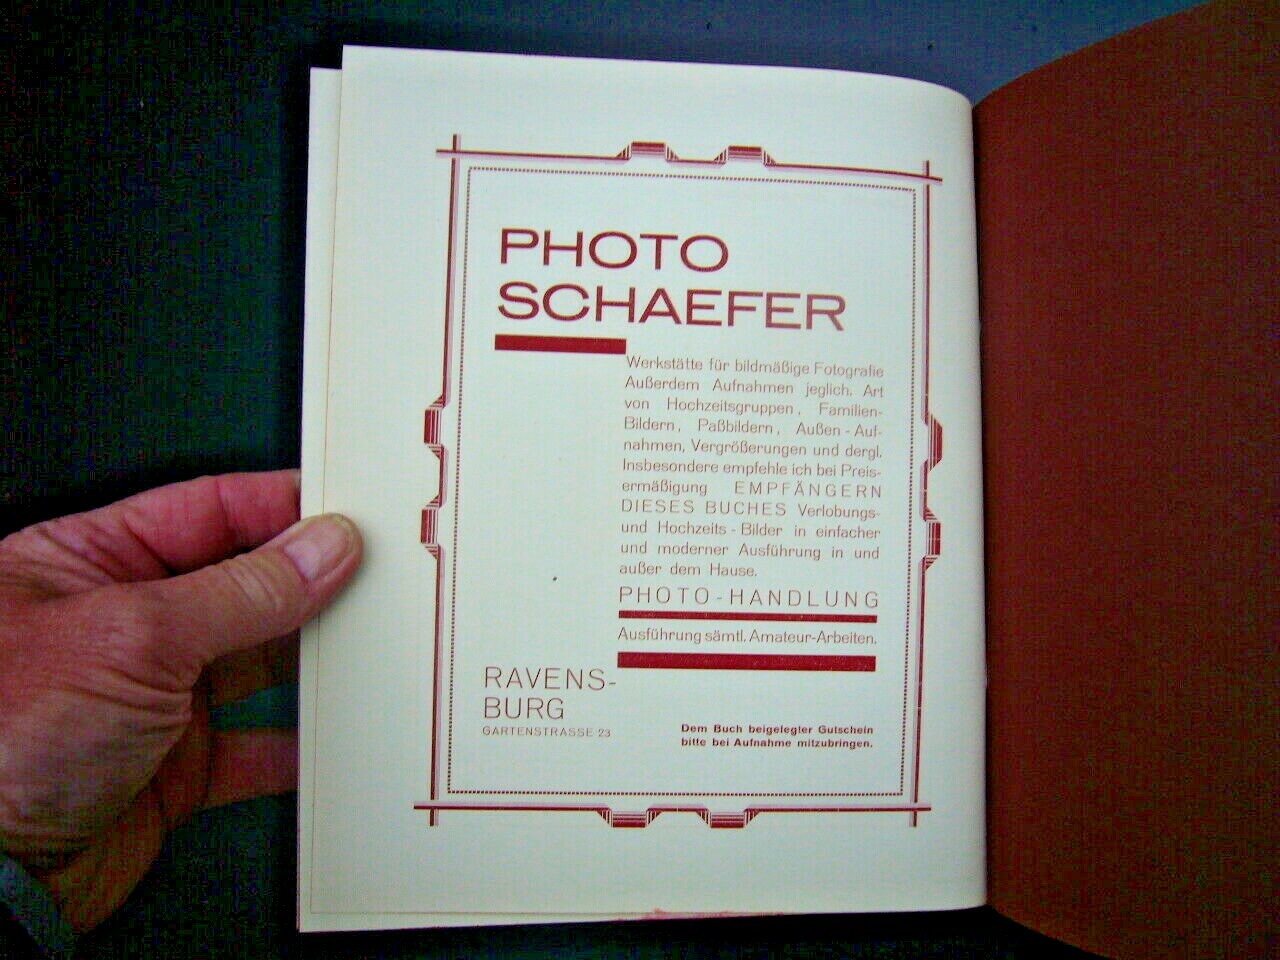 PHOTO
SCHAEFER
Werkstätte für bildmäßige Fotografie
Außerdem Aufnahmen jeglich. Art
von Hochzeitsgruppen, Familien-
Bildern, Paßbildern, Außen-Auf-
nahmen, Vergrößerungen und dergl.
Insbesondere empfehle ich bei Preis-
ermäßigung EMPFÄNGERN
DIESES BUCHES Verlobungs-
und Hochzeits-Bilder in einfacher
und moderner Ausführung in und
außer dem Hause.
PHOTO-HANDLUNG
Ausführung sämtl. Amateur-Arbeiten.
RAVENS-
BURG
GARTENSTRASSE 23
Dem Buch beigelegter Gutschein
bitte bei Aufnahme mitzubringen.